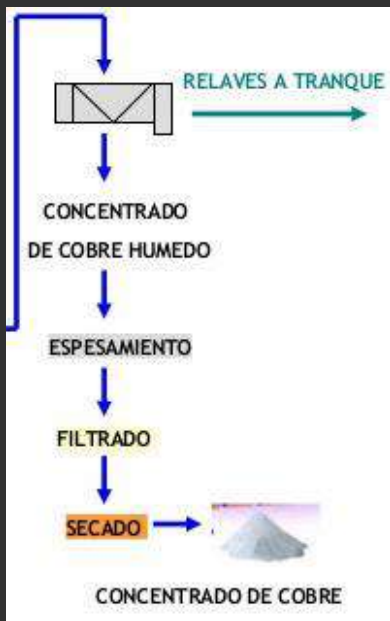 RELAVES A TRANQUE
CONCENTRADO
DE COBRE HUMEDO
ESPESAMIENTO
FILTRADO
SECADO
CONCENTRADO DE COBRE